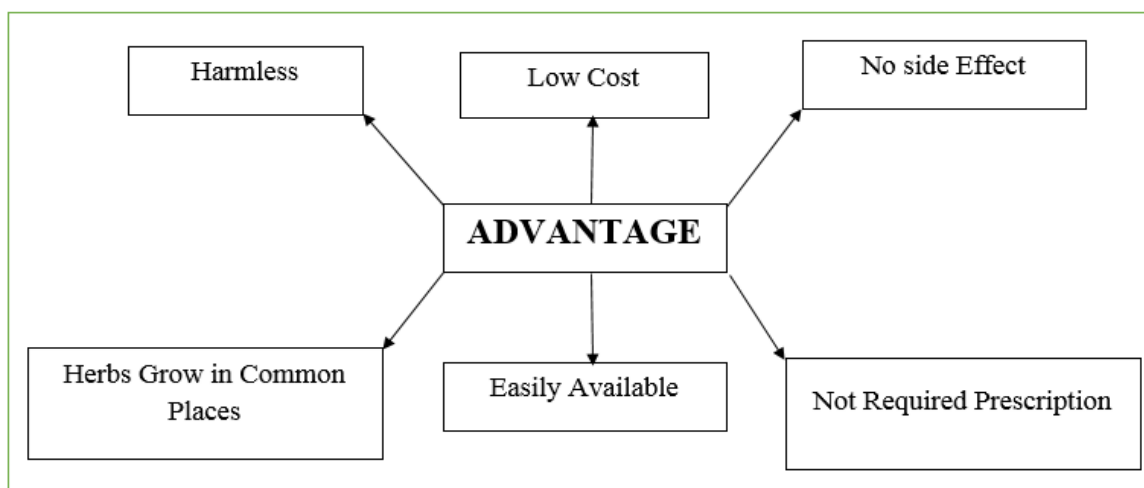 Harmless
Low Cost
No side Effect
ADVANTAGE
Herbs Grow in Common
Places
Easily Available
Not Required Prescription